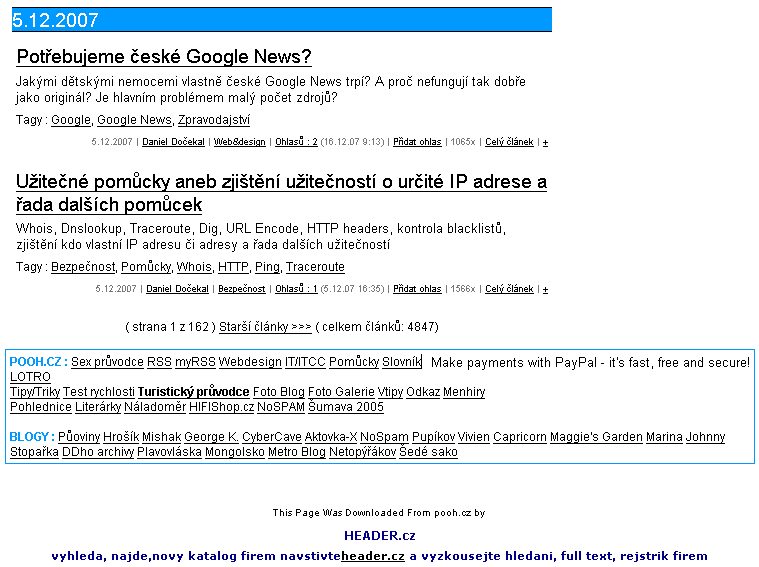 5.12.2007
Potřebujeme české Google News?
Jakými dětskými nemocemi vlastně české Google News trpí? A proč nefungují tak dobře
jako originál? Je hlavním problémem malý počet zdrojů?
Tagy : Google, Google News, Zpravodajství
5.12.2007 | Daniel Dočekal | Web&design | Ohlasů : 2 (16.12.07 9:13) | Přidat ohlas | 1065x | Celý článek | +
Užitečné pomůcky aneb zjištění užitečností o určité IP adrese a
řada dalších pomůcek
Whois, Dnslookup, Traceroute, Dig, URL Encode, HTTP headers, kontrola blacklistů,
zjištění kdo vlastní IP adresu či adresy a řada dalších užitečností
Tagy : Bezpečnost, Pomůcky, Whois, HTTP, Ping, Traceroute
5.12.2007 | Daniel Dočekal | Bezpečnost | Ohlasů : 1 (5.12.07 16:35) | Přidat ohlas | 1566x | Celý článek | +
( strana 1 z 162 ) Starší články >>> ( celkem článků: 4847)
POOH.CZ : Sex průvodce RSS myRSS Webdesign IT/ITCC Pomůcky Slovník Make payments with PayPal - it's fast, free and secure!
LOTRO
Tipy/Triky Test rychlosti Turistický průvodce Foto Blog Foto Galerie Vtipy Odkaz Menhiry
Pohlednice Literárky Náladoměr HIFIShop.cz NoSPAM Šumava 2005
BLOGY : Půoviny Hrošík Mishak George K. CyberCave Aktovka-X NoSpam Pupíkov Vivien Capricorn Maggie's Garden Marina Johnny
Stopařka DDho archivy Plavovláska Mongolsko Metro Blog Netopýřákov Šedé sako
This Page Was Downloaded From pooh.cz by
HEADER.cz
vyhleda, najde,novy katalog firem navstivteheader.cz a vyzkousejte hledani, full text, rejstrik firem